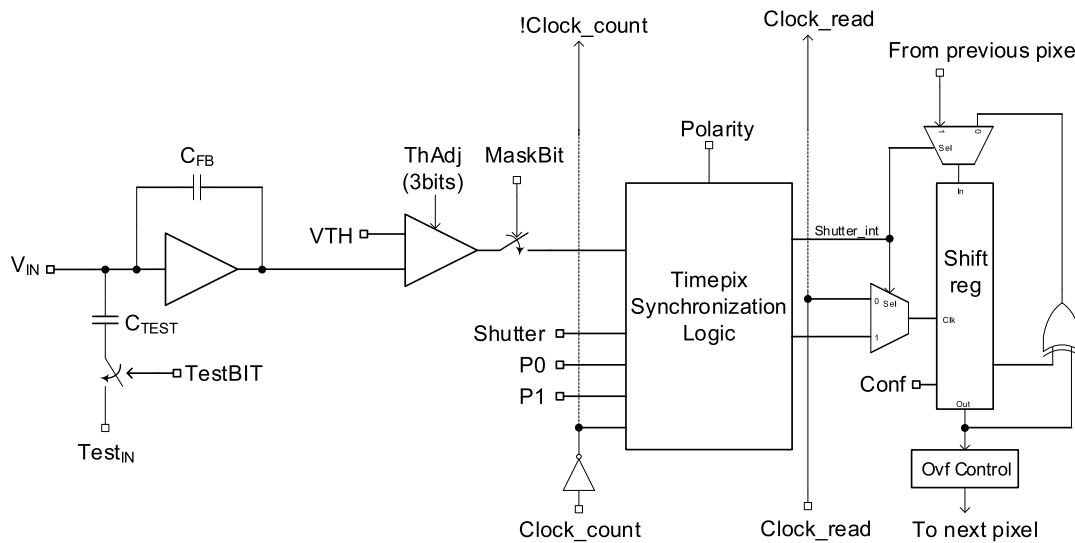 !Clock_count
Clock_read
From previous pixel
Polarity
ThAdj
(3bits)
MaskBit
CFB
1
0
Sel
In
VTH
Shutter_int
VIN
Timepix
Synchronization
Logic
Shift
reg
0
Sel
CTEST
Clk
Shutter
1
P0
TestBIT
Conf
P1
Out
TestIN
Ovf Control
Clock_count
Clock_read
To next pixel